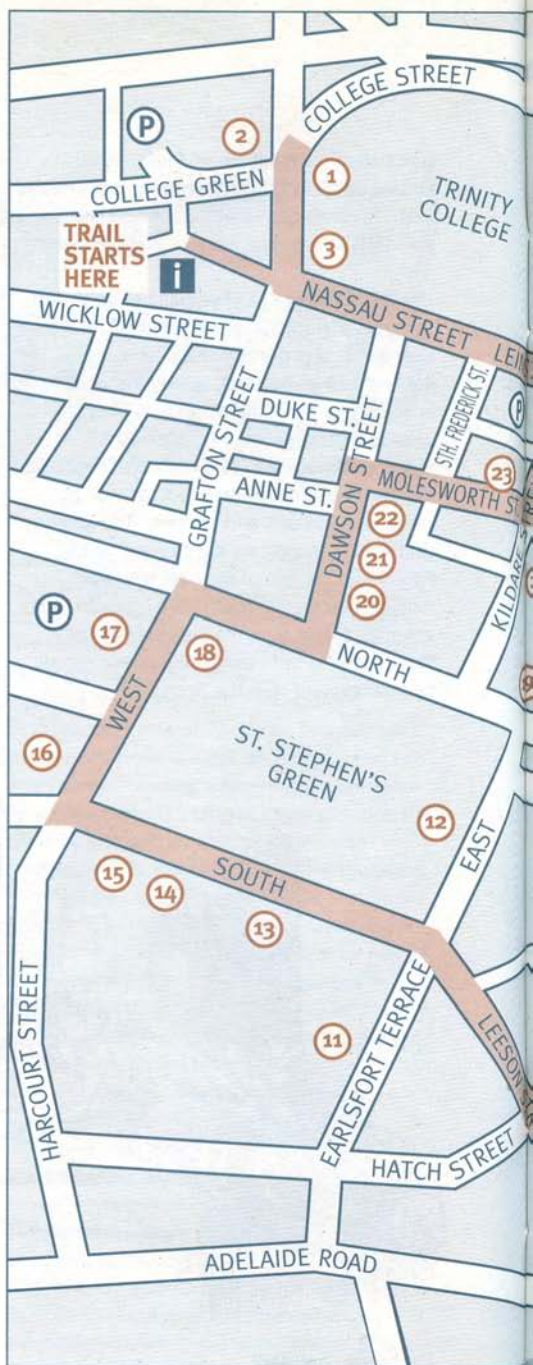 COLLEGE STREET
P
2
1
COLLEGE GREEN
TRINITY
COLLEGE
TRAIL
STARTS
HERE
i
3
NASSAU STREET
WICKLOW STREET
GRAFTON STREET
DUKE ST.
DAWSON STREET
STH. FREDERICK ST.
P
23
ANNE ST.
MOLESWORTH ST.
22
21
20
KILDARE
P
17
18
NORTH
WEST
16
ST. STEPHEN'S
GREEN
12
EAST
9
15
14
SOUTH
13
HARCOURT STREET
11
EARLSFORT TERRACE
LEESON ST.
HATCH STREET
ADELAIDE ROAD